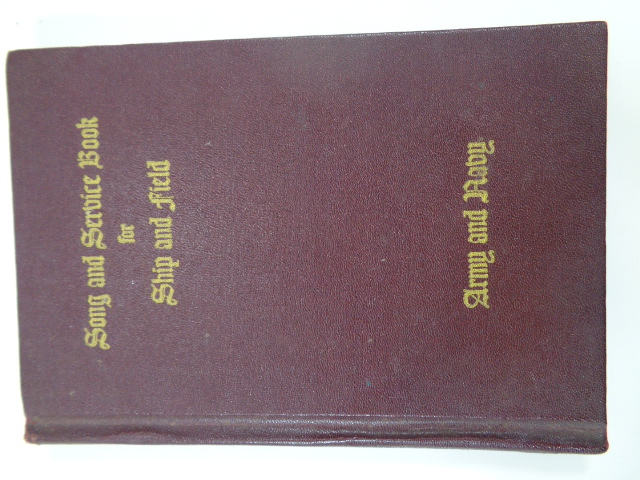 Song and Service Book
for
Ship and Field
Army and Navy